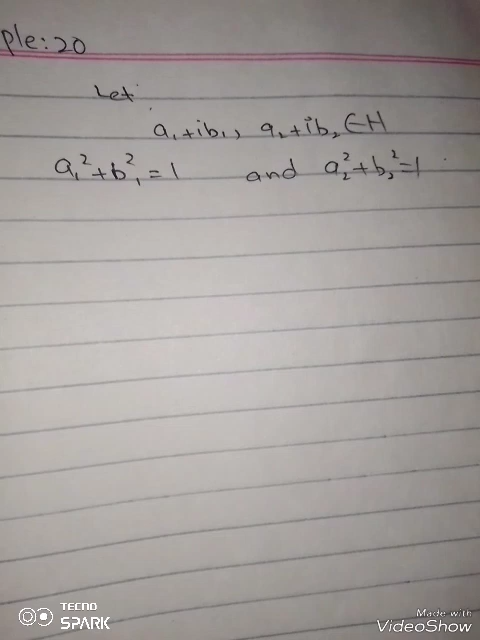 ple:20
Let
a₁+ib₁, a₂+ib₂ ∈ H
a₁²+b₁²=1 and a₂²+b₂²=1
TECNO
SPARK
Made with
VideoShow